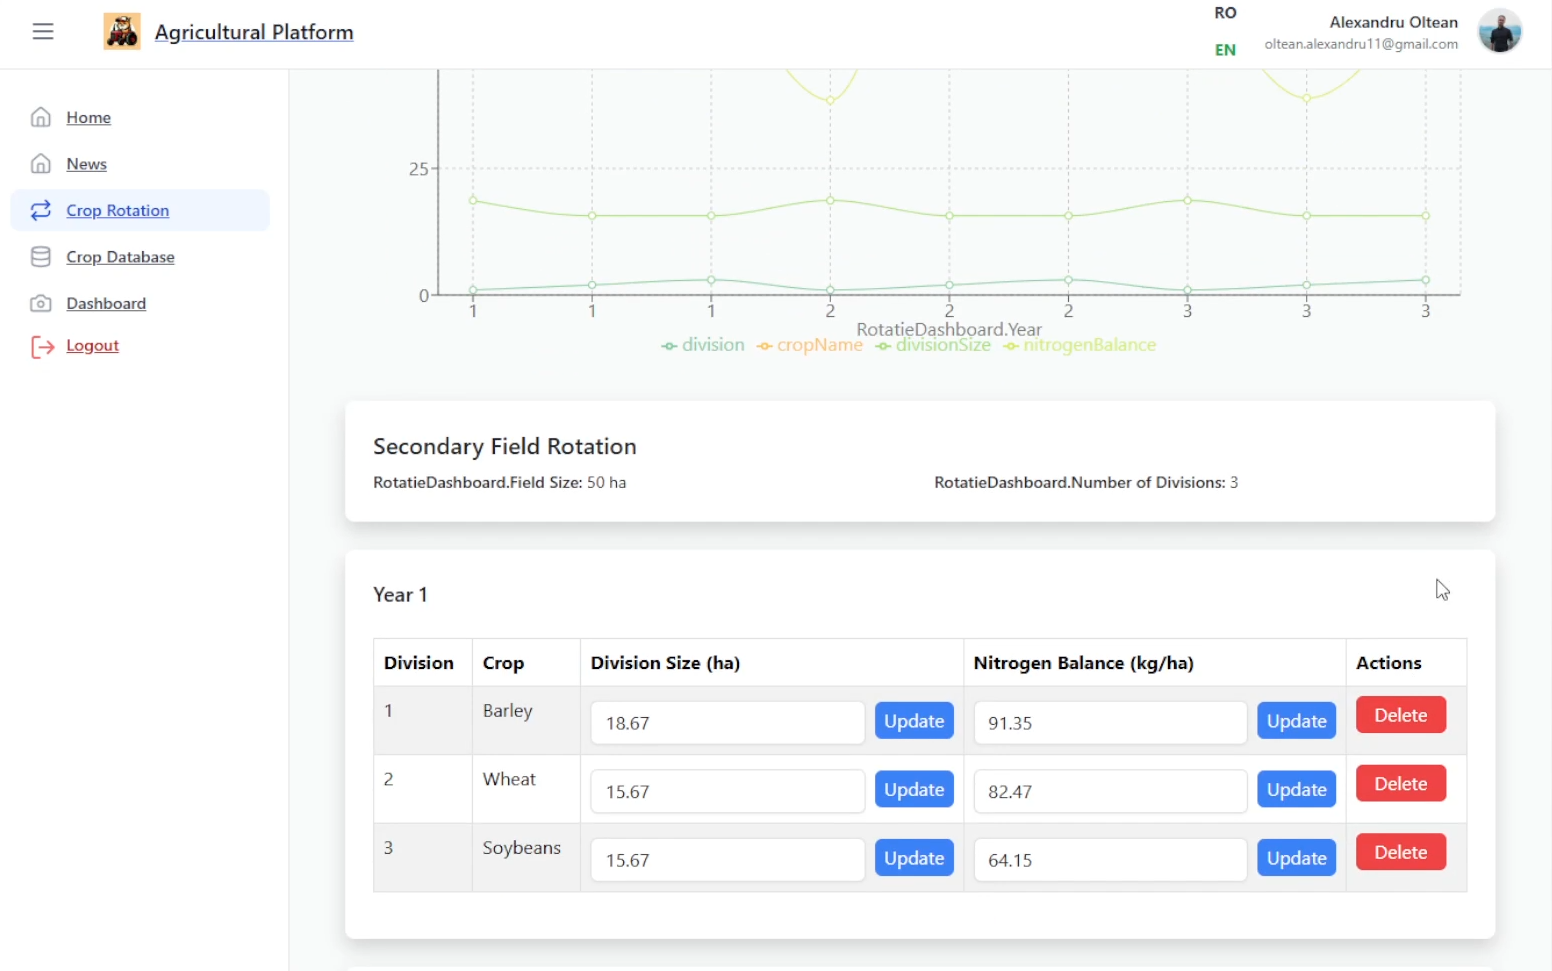 Agricultural Platform
RO
EN
Alexandru Oltean
oltean.alexandru11@gmail.com
Home
News
Crop Rotation
Crop Database
Dashboard
Logout
25
0
1 1 1 2 2 2 3 3 3
RotatieDashboard.Year
division cropName divisionSize nitrogenBalance
Secondary Field Rotation
RotatieDashboard.Field Size: 50 ha
RotatieDashboard.Number of Divisions: 3
Year 1
Division Crop Division Size (ha) Nitrogen Balance (kg/ha) Actions
1 Barley 18.67 Update 91.35 Update Delete
2 Wheat 15.67 Update 82.47 Update Delete
3 Soybeans 15.67 Update 64.15 Update Delete